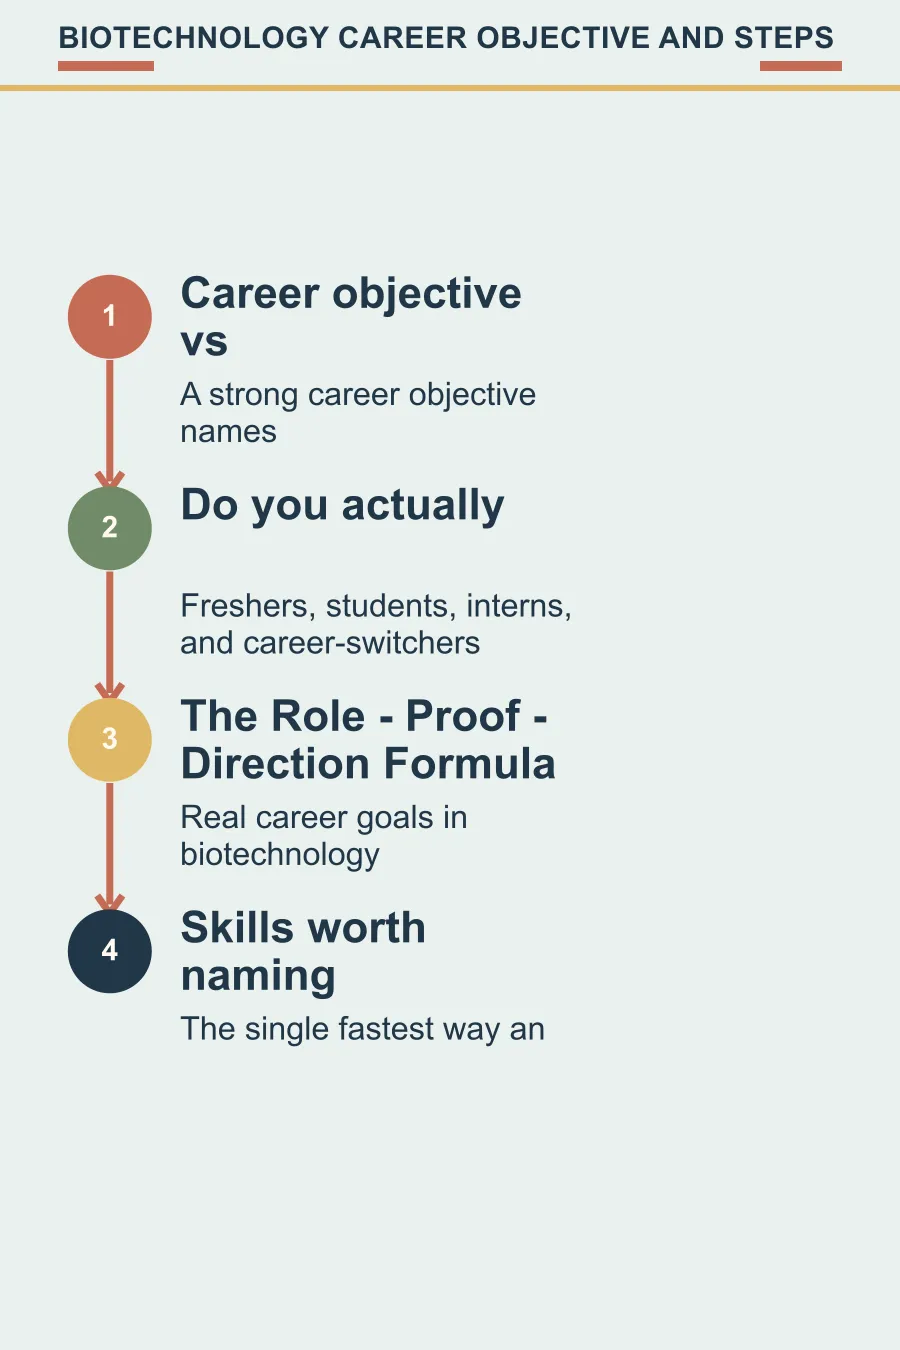 BIOTECHNOLOGY CAREER OBJECTIVE AND STEPS
1
Career objective
vs
A strong career objective
names
2
Do you actually
Freshers, students, interns,
and career-switchers
3
The Role - Proof -
Direction Formula
Real career goals in
biotechnology
4
Skills worth
naming
The single fastest way an